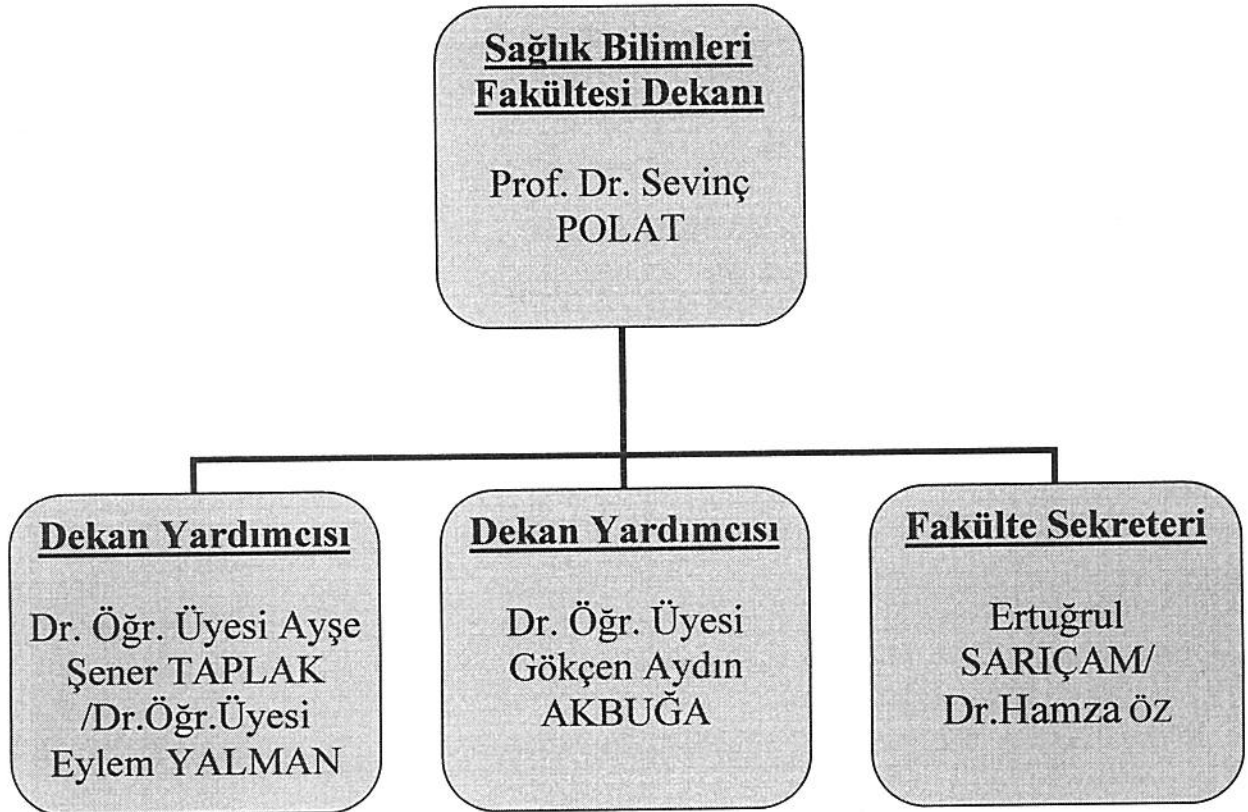 Sağlık Bilimleri
Fakültesi Dekanı
Prof. Dr. Sevinç
POLAT
Dekan Yardımcısı
Dr. Öğr. Üyesi Ayşe
Şener TAPLAK
/Dr.Öğr.Üyesi
Eylem YALMAN
Dekan Yardımcısı
Dr. Öğr. Üyesi
Gökçen Aydın
AKBUĞA
Fakülte Sekreteri
Ertuğrul
SARIÇAM/
Dr.Hamza ÖZ